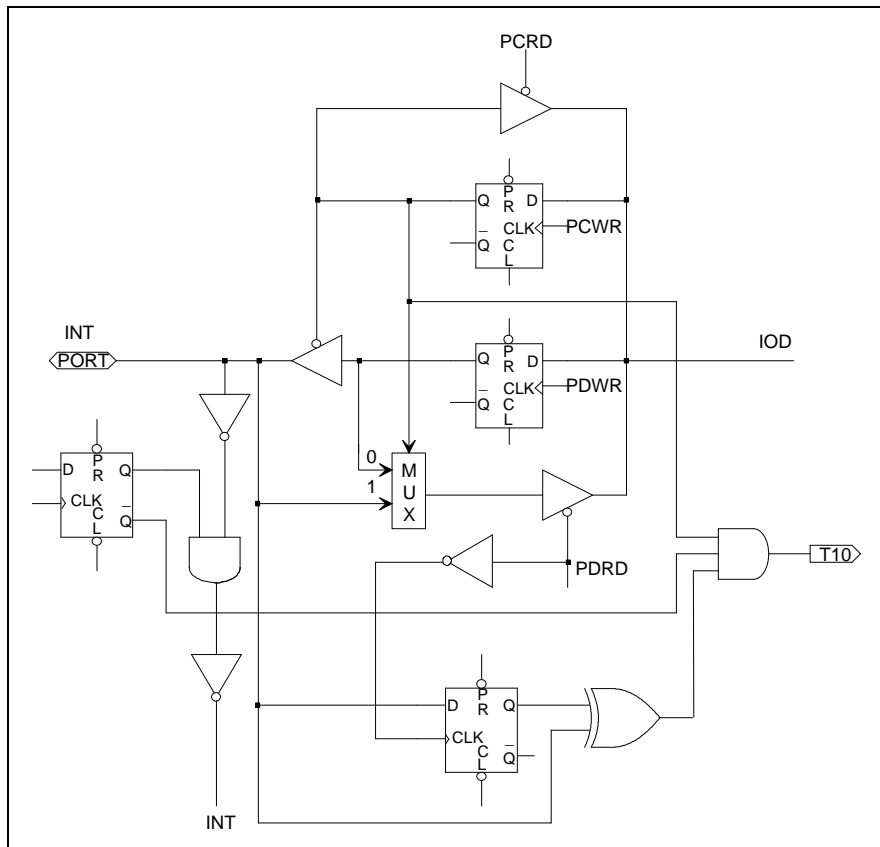 PCRD
P
R
Q
D
CLK
PCWR
C
L
Q
INT
PORT
P
R
Q
D
IOD
CLK
PDWR
C
L
Q
0
1
M
U
X
D
P
R
Q
CLK
C
L
Q
PDRD
T10
D
P
R
Q
CLK
C
L
Q
INT